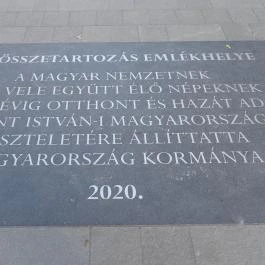 ÖSSZETARTOZÁS EMLÉKHELYE
A MAGYAR NEMZETNEK
VELE EGYÜTT ÉLŐ NÉPEKNEK
ÉVIG OTTHONT ÉS HAZÁT AD
NT ISTVÁN-I MAGYARORSZÁG
SZTELETÉRE ÁLLÍTTATTA
GYARORSZÁG KORMÁNYA
2020.